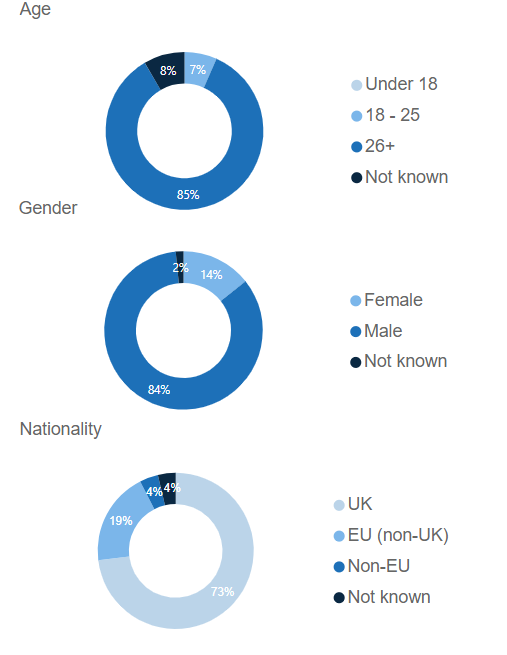 Age
8%
7%
85%
Under 18
18 - 25
26+
Not known
Gender
2%
14%
84%
Female
Male
Not known
Nationality
4%
4%
19%
73%
UK
EU (non-UK)
Non-EU
Not known